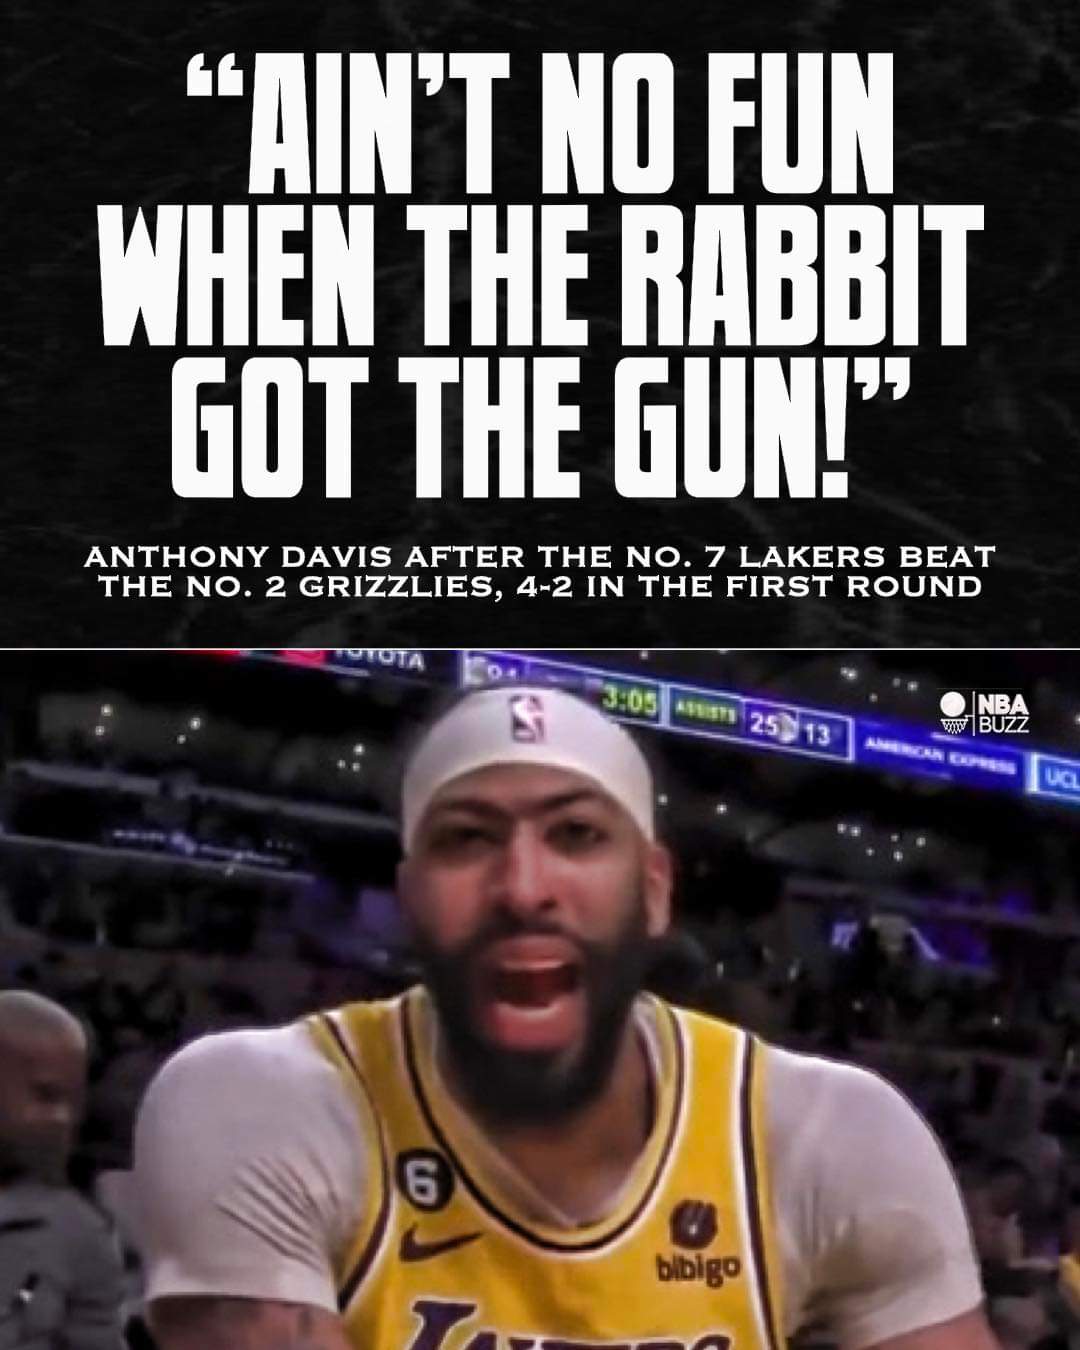 “AIN’T NO FUN
WHEN THE RABBIT
GOT THE GUN!”
ANTHONY DAVIS AFTER THE NO. 7 LAKERS BEAT
THE NO. 2 GRIZZLIES, 4-2 IN THE FIRST ROUND
TOYOTA
3:05 ASSISTS 25 13
AMERICAN EXPRESS
UCL
NBA
BUZZ
6
bibigo